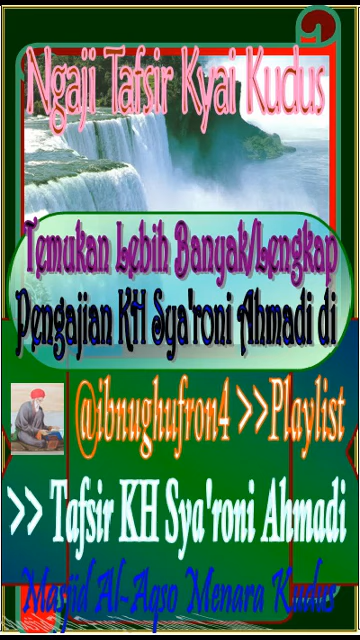 Ngaji Tafsir Kyai Kudus
Temukan Lebih Banyak/Lengkap
Pengajian KH Sya'roni Ahmadi di
@ibnughufron4 >>Playlist
>> Tafsir KH Sya'roni Ahmadi
Masjid Al-Aqso Menara Kudus